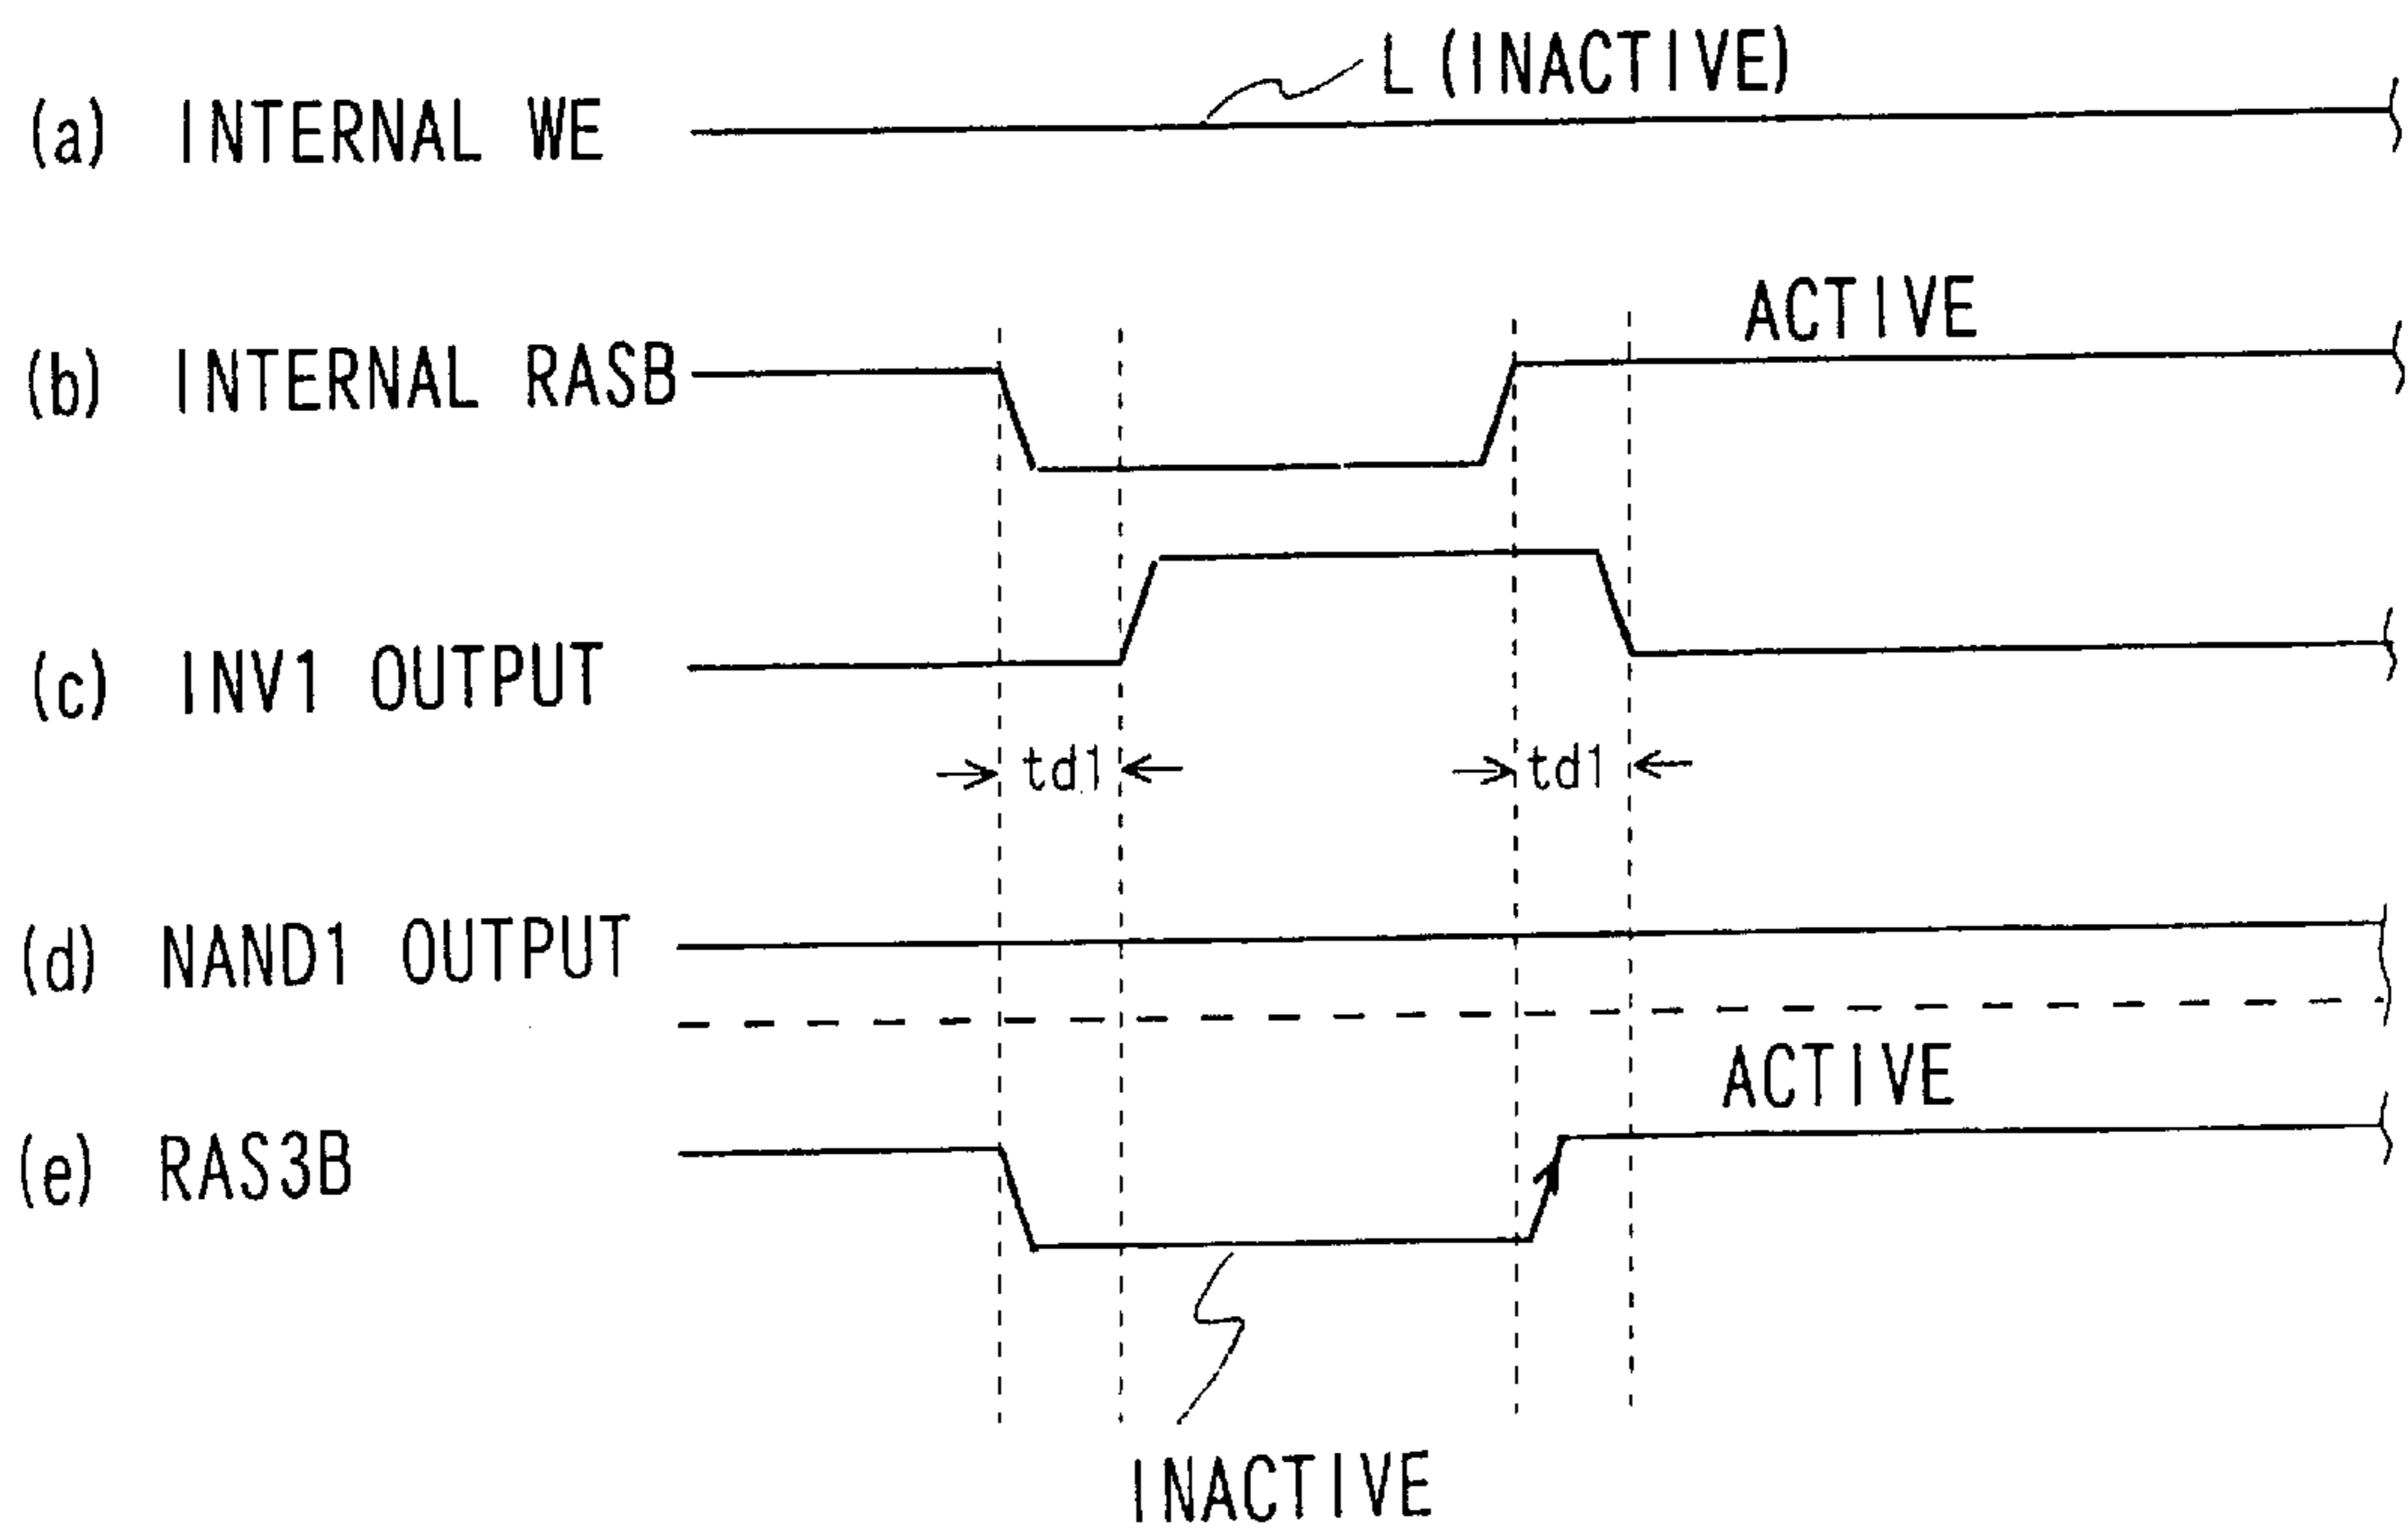 L (INACTIVE)
(a) INTERNAL WE
ACTIVE
(b) INTERNAL RASB
(c) INV1 OUTPUT
td1 td1
(d) NAND1 OUTPUT
ACTIVE
(e) RAS3B
INACTIVE